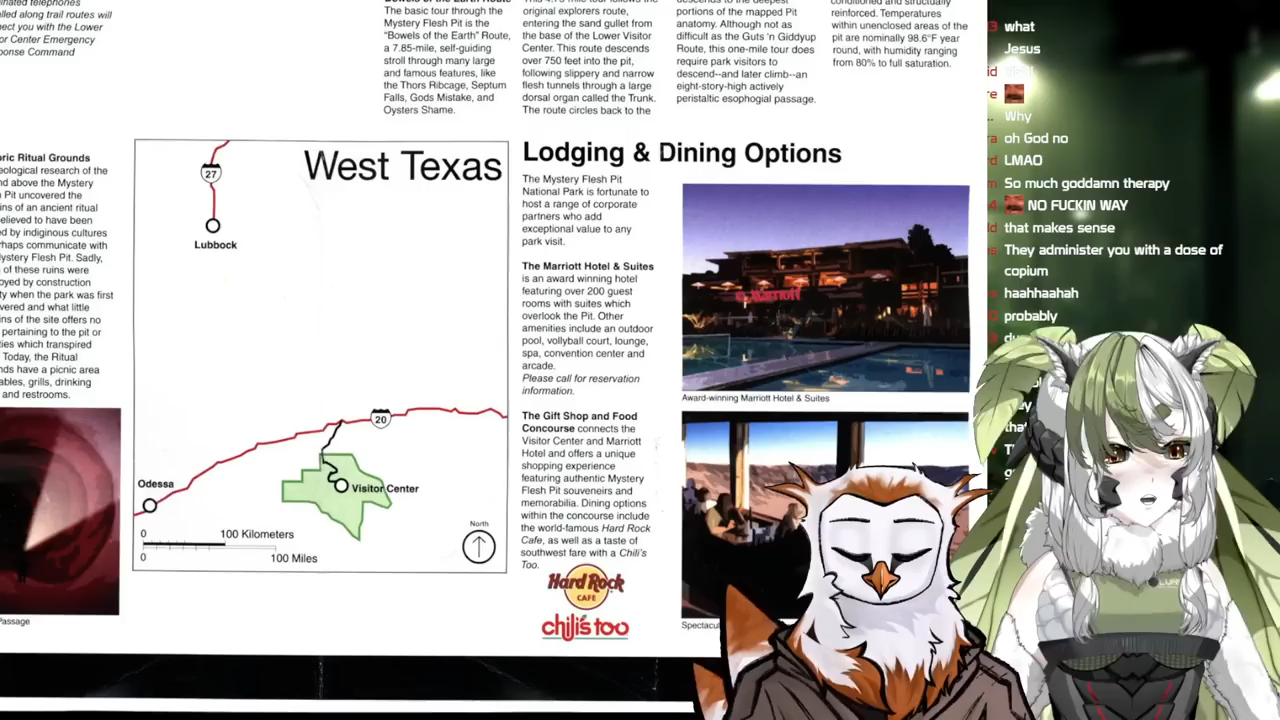 inated telephones
alled along trail routes will
nect you with the Lower
or Center Emergency
ponse Command
oric Ritual Grounds
eological research of the
nd above the Mystery
Pit uncovered the
ins of an ancient ritual
elieved to have been
ed by indiginous cultures
rhaps communicate with
ystery Flesh Pit. Sadly,
of these ruins were
oyed by construction
ty when the park was first
vered and what little
ins of the site offers no
pertaining to the pit or
ties which transpired
Today, the Ritual
nds have a picnic area
ables, grills, drinking
and restrooms.
Passage
The basic tour through the
Mystery Flesh Pit is the
"Bowels of the Earth" Route,
a 7.85-mile, self-guiding
stroll through many large
and famous features, like
the Thors Ribcage, Septum
Falls, Gods Mistake, and
Oysters Shame.
original explorers route,
entering the sand gullet from
the base of the Lower Visitor
Center. This route descends
over 750 feet into the pit,
following slippery and narrow
flesh tunnels through a large
dorsal organ called the Trunk.
The route circles back to the
descends to the deepest
portions of the mapped Pit
anatomy. Although not as
difficult as the Guts 'n Giddyup
Route, this one-mile tour does
require park visitors to
descend--and later climb--an
eight-story-high actively
peristaltic esophogial passage.
conditioned and structurally
reinforced. Temperatures
within unenclosed areas of the
pit are nominally 98.6°F year
round, with humidity ranging
from 80% to full saturation.
West Texas
27
Lubbock
20
Odessa
Visitor Center
0 100 Kilometers
0 100 Miles
North
Lodging & Dining Options
The Mystery Flesh Pit
National Park is fortunate to
host a range of corporate
partners who add
exceptional value to any
park visit.
The Marriott Hotel & Suites
is an award winning hotel
featuring over 200 guest
rooms with suites which
overlook the Pit. Other
amenities include an outdoor
pool, vollyball court, lounge,
spa, convention center and
arcade.
Please call for reservation
information.
The Gift Shop and Food
Concourse connects the
Visitor Center and Marriott
Hotel and offers a unique
shopping experience
featuring authentic Mystery
Flesh Pit souveniers and
memorabilia. Dining options
within the concourse include
the world-famous Hard Rock
Cafe, as well as a taste of
southwest fare with a Chili's
Too.
Hard Rock
CAFE
chili's too
Marriott
Award-winning Marriott Hotel & Suites
Spectacu
what
Jesus
Why
oh God no
LMAO
So much goddamn therapy
NO FUCKIN WAY
that makes sense
They administer you with a dose of
copium
haahhaahah
probably